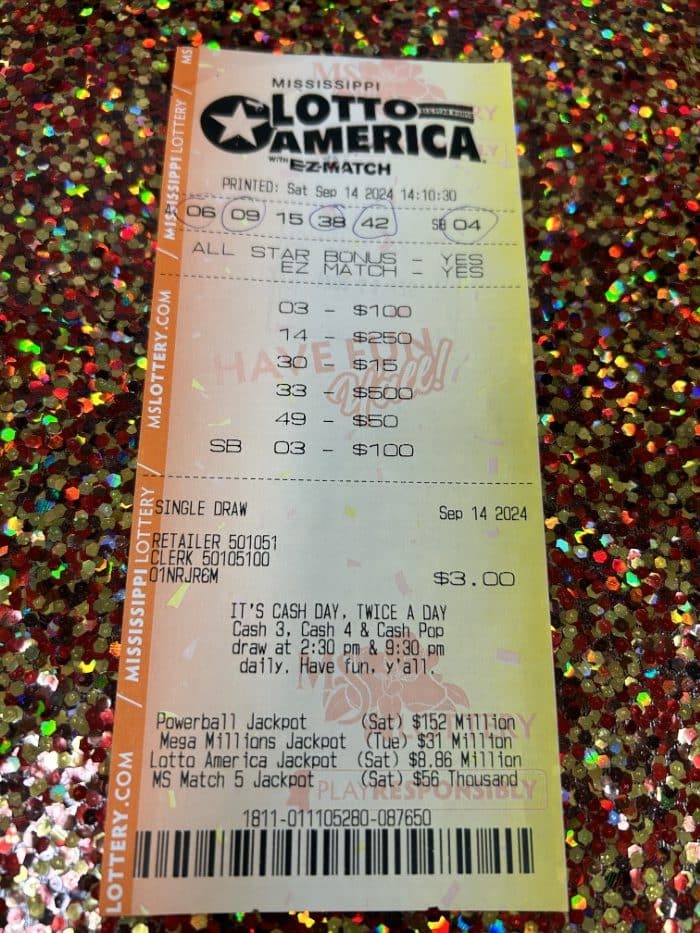 MISSISSIPPI
LOTTO
AMERICA
WITH
EZ-MATCH
PRINTED: Sat Sep 14 2024 14:10:30
06 09 15 38 42 SB 04
ALL STAR BONUS - YES
EZ MATCH - YES
03 - $100
14 - $250
30 - $15
33 - $500
49 - $50
SB 03 - $100
HAVE FUN
Y'all!
SINGLE DRAW Sep 14 2024
RETAILER 501051
CLERK 50105100
01NRJR6M $3.00
IT'S CASH DAY, TWICE A DAY
Cash 3, Cash 4 & Cash Pop
draw at 2:30 pm & 9:30 pm
daily. Have fun, y'all.
Powerball Jackpot (Sat) $152 Million
Mega Millions Jackpot (Tue) $31 Million
Lotto America Jackpot (Sat) $8.86 Million
MS Match 5 Jackpot (Sat) $56 Thousand
PLAY RESPONSIBLY
1811-011105280-087650
LOTTERY.COM / MISSISSIPPI LOTTERY / MSLOTTERY.COM / MISSISSIPPI LOTTERY / MS